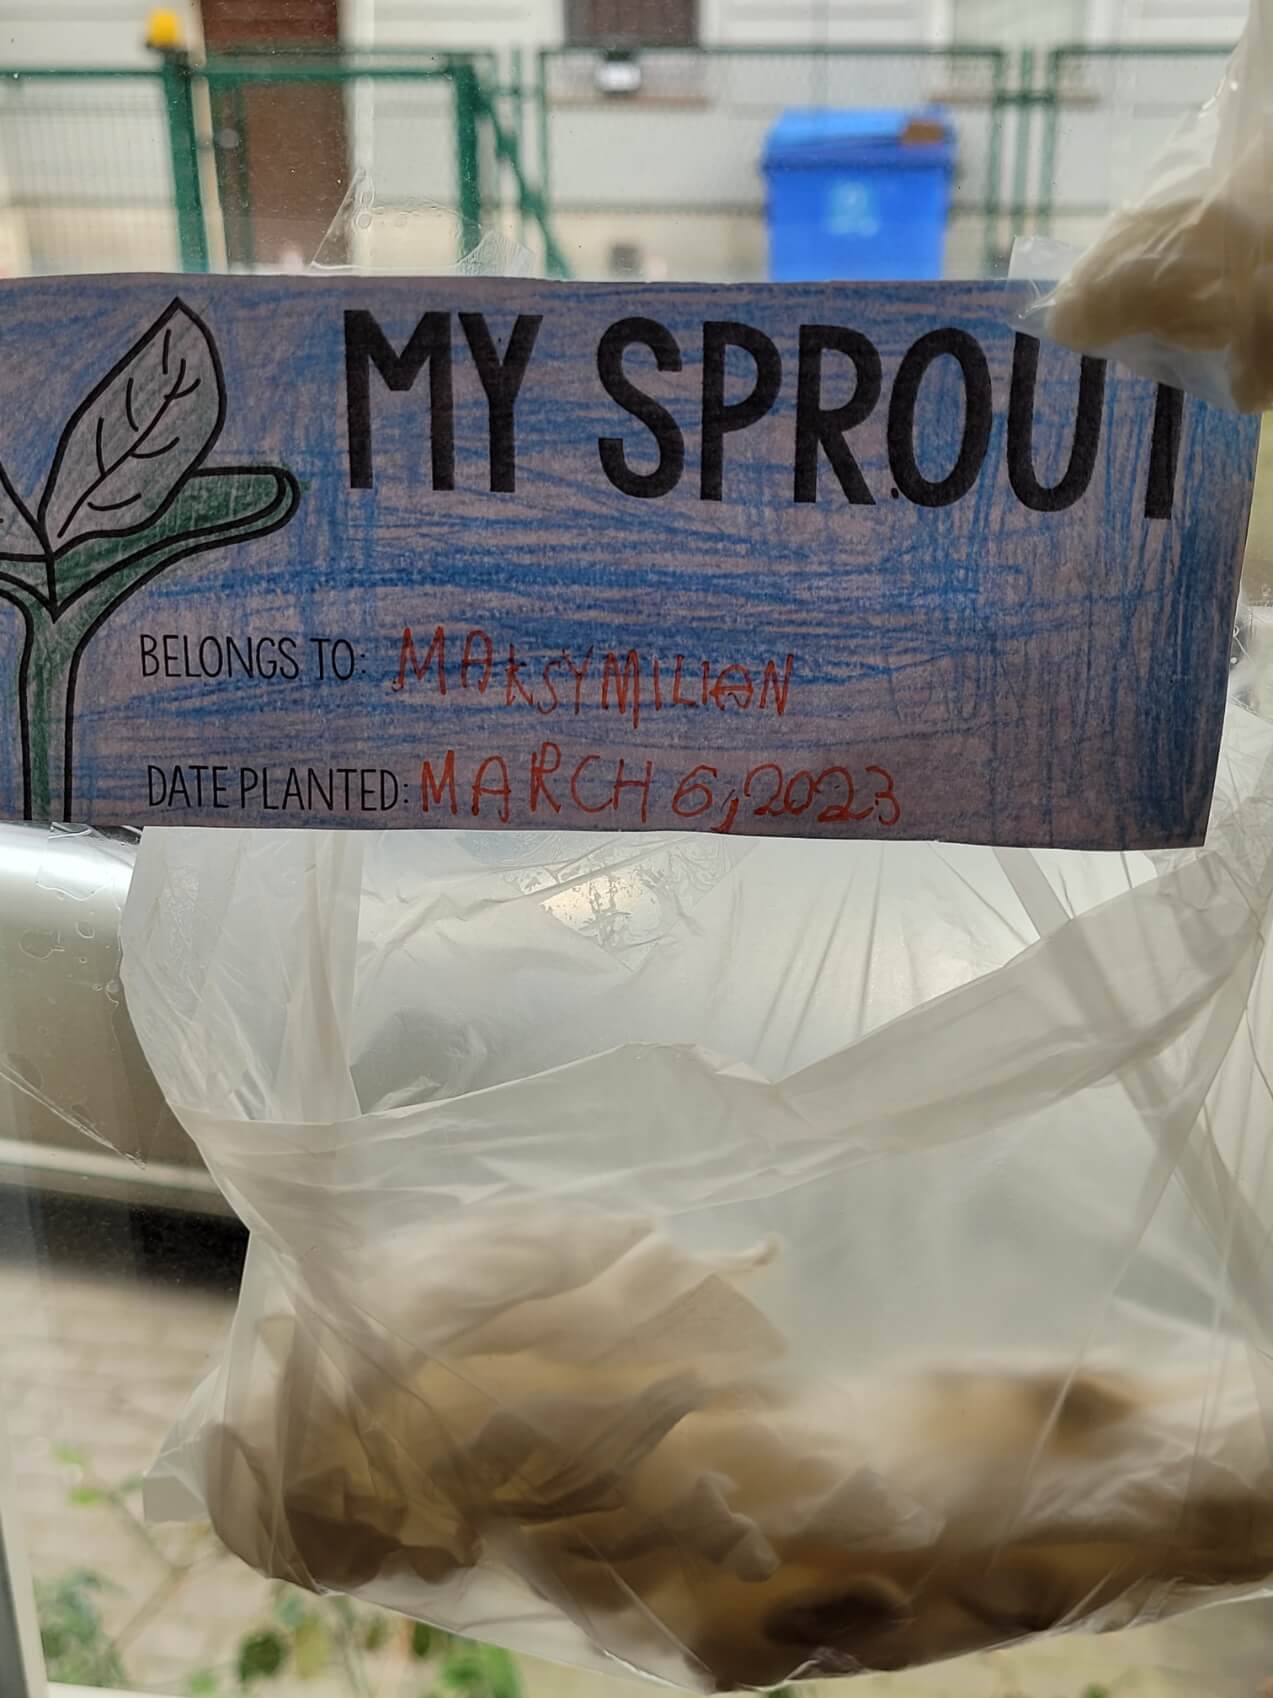 MY SPROUT
BELONGS TO: MAKSYMILIAN
DATE PLANTED: MARCH 6, 2023